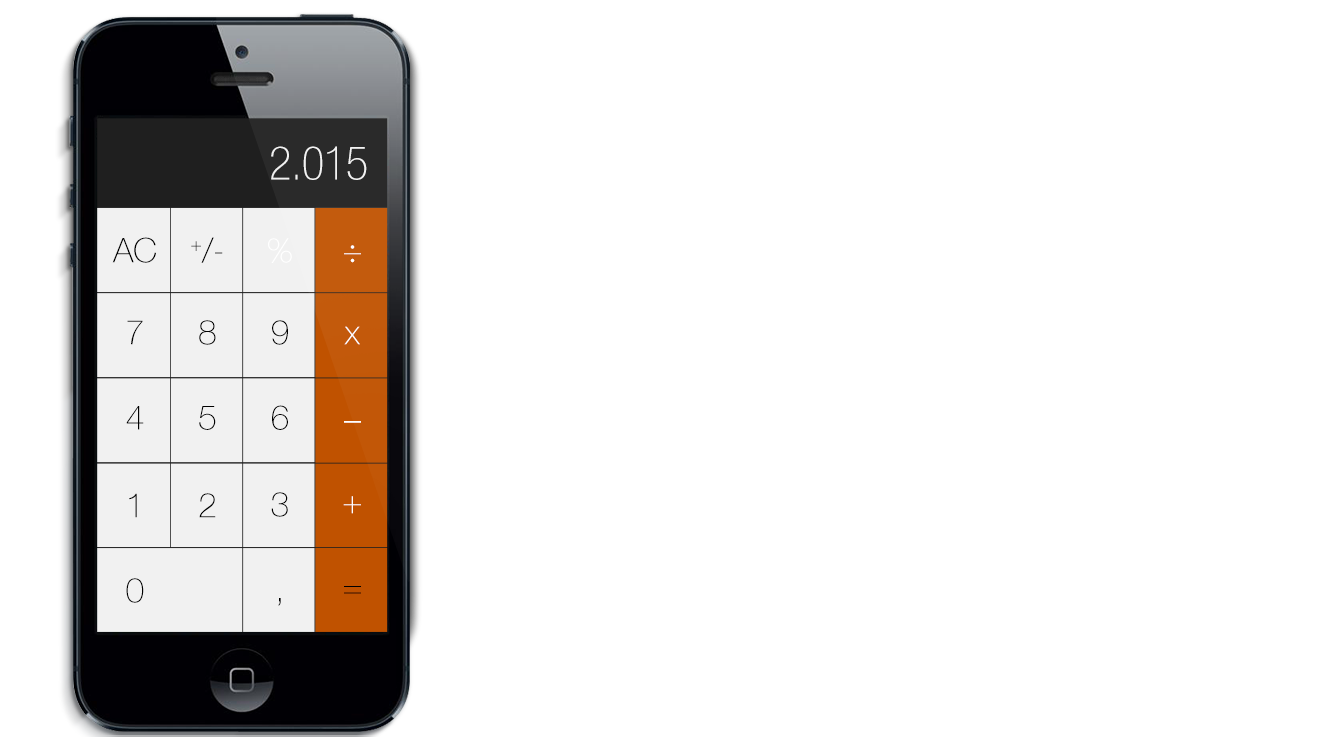 2.015
AC +/- % ÷
7 8 9 x
4 5 6 −
1 2 3 +
0 , =